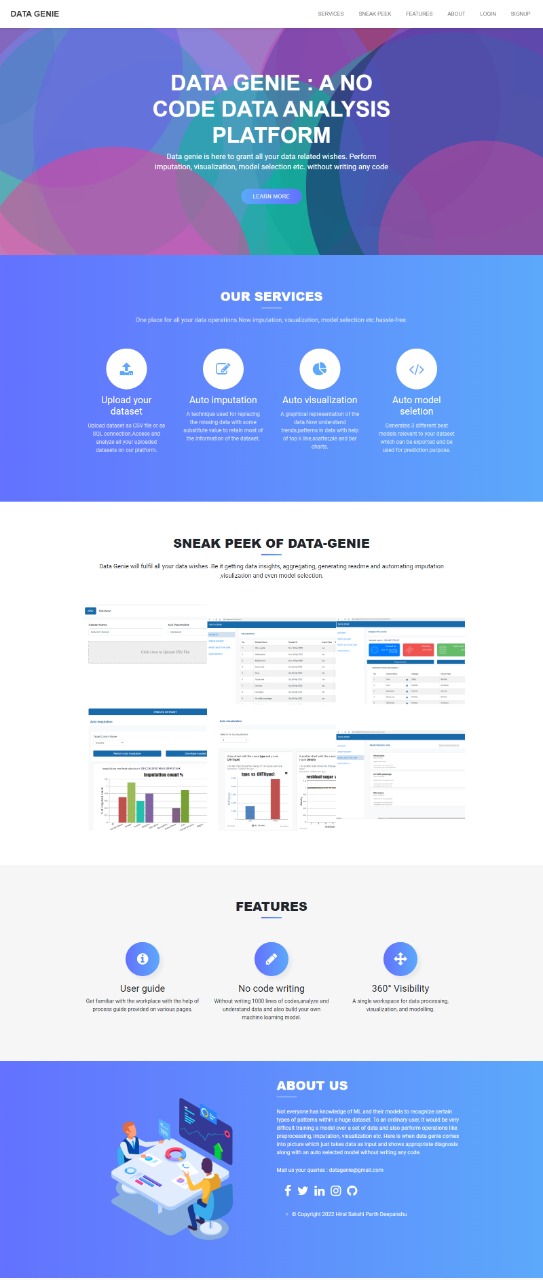 DATA GENIE
SERVICES SNEAK PEEK FEATURES ABOUT LOGIN SIGNUP
DATA GENIE : A NO
CODE DATA ANALYSIS
PLATFORM
Data genie is here to grant all your data related wishes. Perform
imputation, visualization, model selection etc. without writing any code
LEARN MORE
OUR SERVICES
One place for all your data operations.Now imputation, visualization, model selection etc.hassle-free.
Upload your
dataset
Upload dataset as CSV file or as
SQL connection.Access and
analyze all your uploaded
datasets on our platform.
Auto imputation
A technique used for replacing
the missing data with some
substitute value to retain most of
the information of the dataset.
Auto visualization
A graphical representation of the
data.Now understand
trends,patterns in data with help
of top k line,scatter,pie and bar
charts.
Auto model
seletion
Generates 3 different best
models relevant to your dataset
which can be exported and be
used for prediction purpose.
SNEAK PEEK OF DATA-GENIE
Data Genie will fulfil all your data wishes. Be it getting data insights, aggregating, generating readme and automating imputation
,visulization and even model selection.
Click Here to Upload CSV File
Auto Imputation
Imputation count %
Auto Visualization
type vs
residual sugar
FEATURES
User guide
Get familiar with the workplace with the help of
process guide provided on various pages.
No code writing
Without writing 1000 lines of codes,analyze and
understand data and also build your own
machine learning model.
360° Visibility
A single workspace for data processing,
visualization, and modelling.
ABOUT US
Not everyone has knowledge of ML and their models to recognize certain
types of patterns within a huge dataset. To an ordinary user, it would be very
difficult training a model over a set of data and also perform operations like
preprocessing, imputation, visualization etc. Here is when data genie comes
into picture which just takes data as input and shows appropriate diagnosis
along with an auto selected model without writing any code.
Mail us your queries : datagenie@gmail.com
© Copyright 2022 Hiral Sakshi Parth Deepanshu